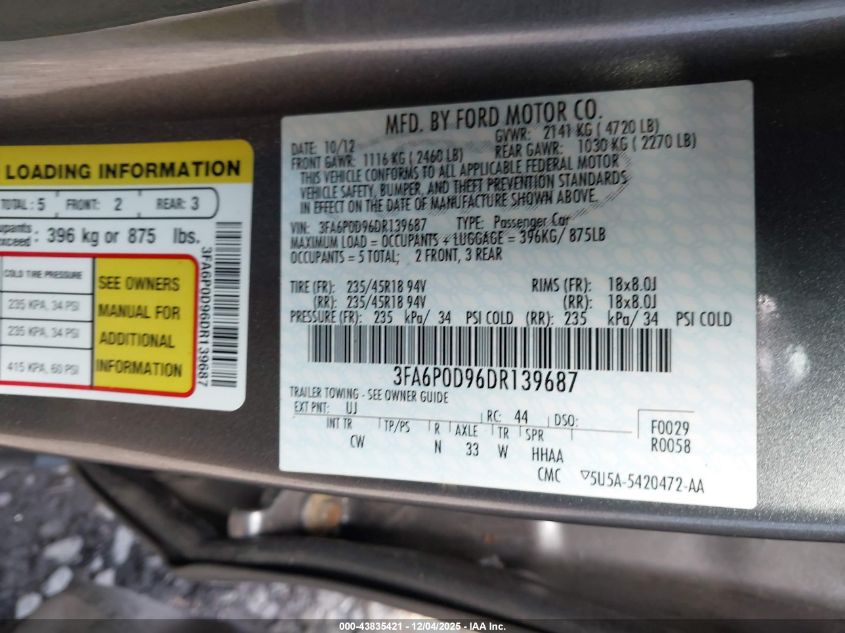 LOADING INFORMATION
TOTAL : 5 FRONT: 2 REAR: 3
396 kg or 875 lbs.
COLD TIRE PRESSURE
235 KPA, 34 PSI
235 KPA, 34 PSI
415 KPA, 60 PSI
SEE OWNERS
MANUAL FOR
ADDITIONAL
INFORMATION
3FA6P0D96DR139687
MFD. BY FORD MOTOR CO.
DATE: 10/12 GVWR: 2141 KG ( 4720 LB)
FRONT GAWR: 1116 KG ( 2460 LB) REAR GAWR: 1030 KG ( 2270 LB)
THIS VEHICLE CONFORMS TO ALL APPLICABLE FEDERAL MOTOR
VEHICLE SAFETY, BUMPER, AND THEFT PREVENTION STANDARDS
IN EFFECT ON THE DATE OF MANUFACTURE SHOWN ABOVE.
VIN: 3FA6P0D96DR139687 TYPE: Passenger Car
MAXIMUM LOAD = OCCUPANTS + LUGGAGE = 396KG/ 875LB
OCCUPANTS = 5 TOTAL; 2 FRONT, 3 REAR
TIRE (FR): 235/45R18 94V RIMS (FR): 18x8.0J
(RR): 235/45R18 94V (RR): 18x8.0J
PRESSURE (FR): 235 kPa/ 34 PSI COLD (RR): 235 kPa/ 34 PSI COLD
3FA6P0D96DR139687
TRAILER TOWING - SEE OWNER GUIDE
EXT PNT: UJ RC: 44 DSO:
F0029
R0058
INT TR TP/PS R AXLE TR SPR
CW N 33 W HHAA
CMC 5U5A-5420472-AA
000-43835421 - 12/04/2025 - IAA Inc.